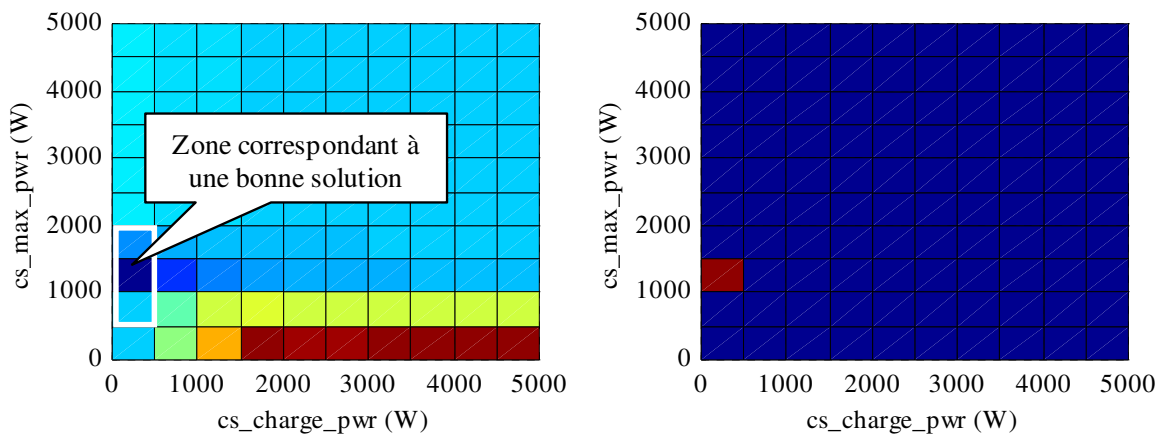 5000
4000
3000
2000
1000
0
cs_max_pwr (W)
Zone correspondant à
une bonne solution
0 1000 2000 3000 4000 5000
cs_charge_pwr (W)
5000
4000
3000
2000
1000
0
cs_max_pwr (W)
0 1000 2000 3000 4000 5000
cs_charge_pwr (W)